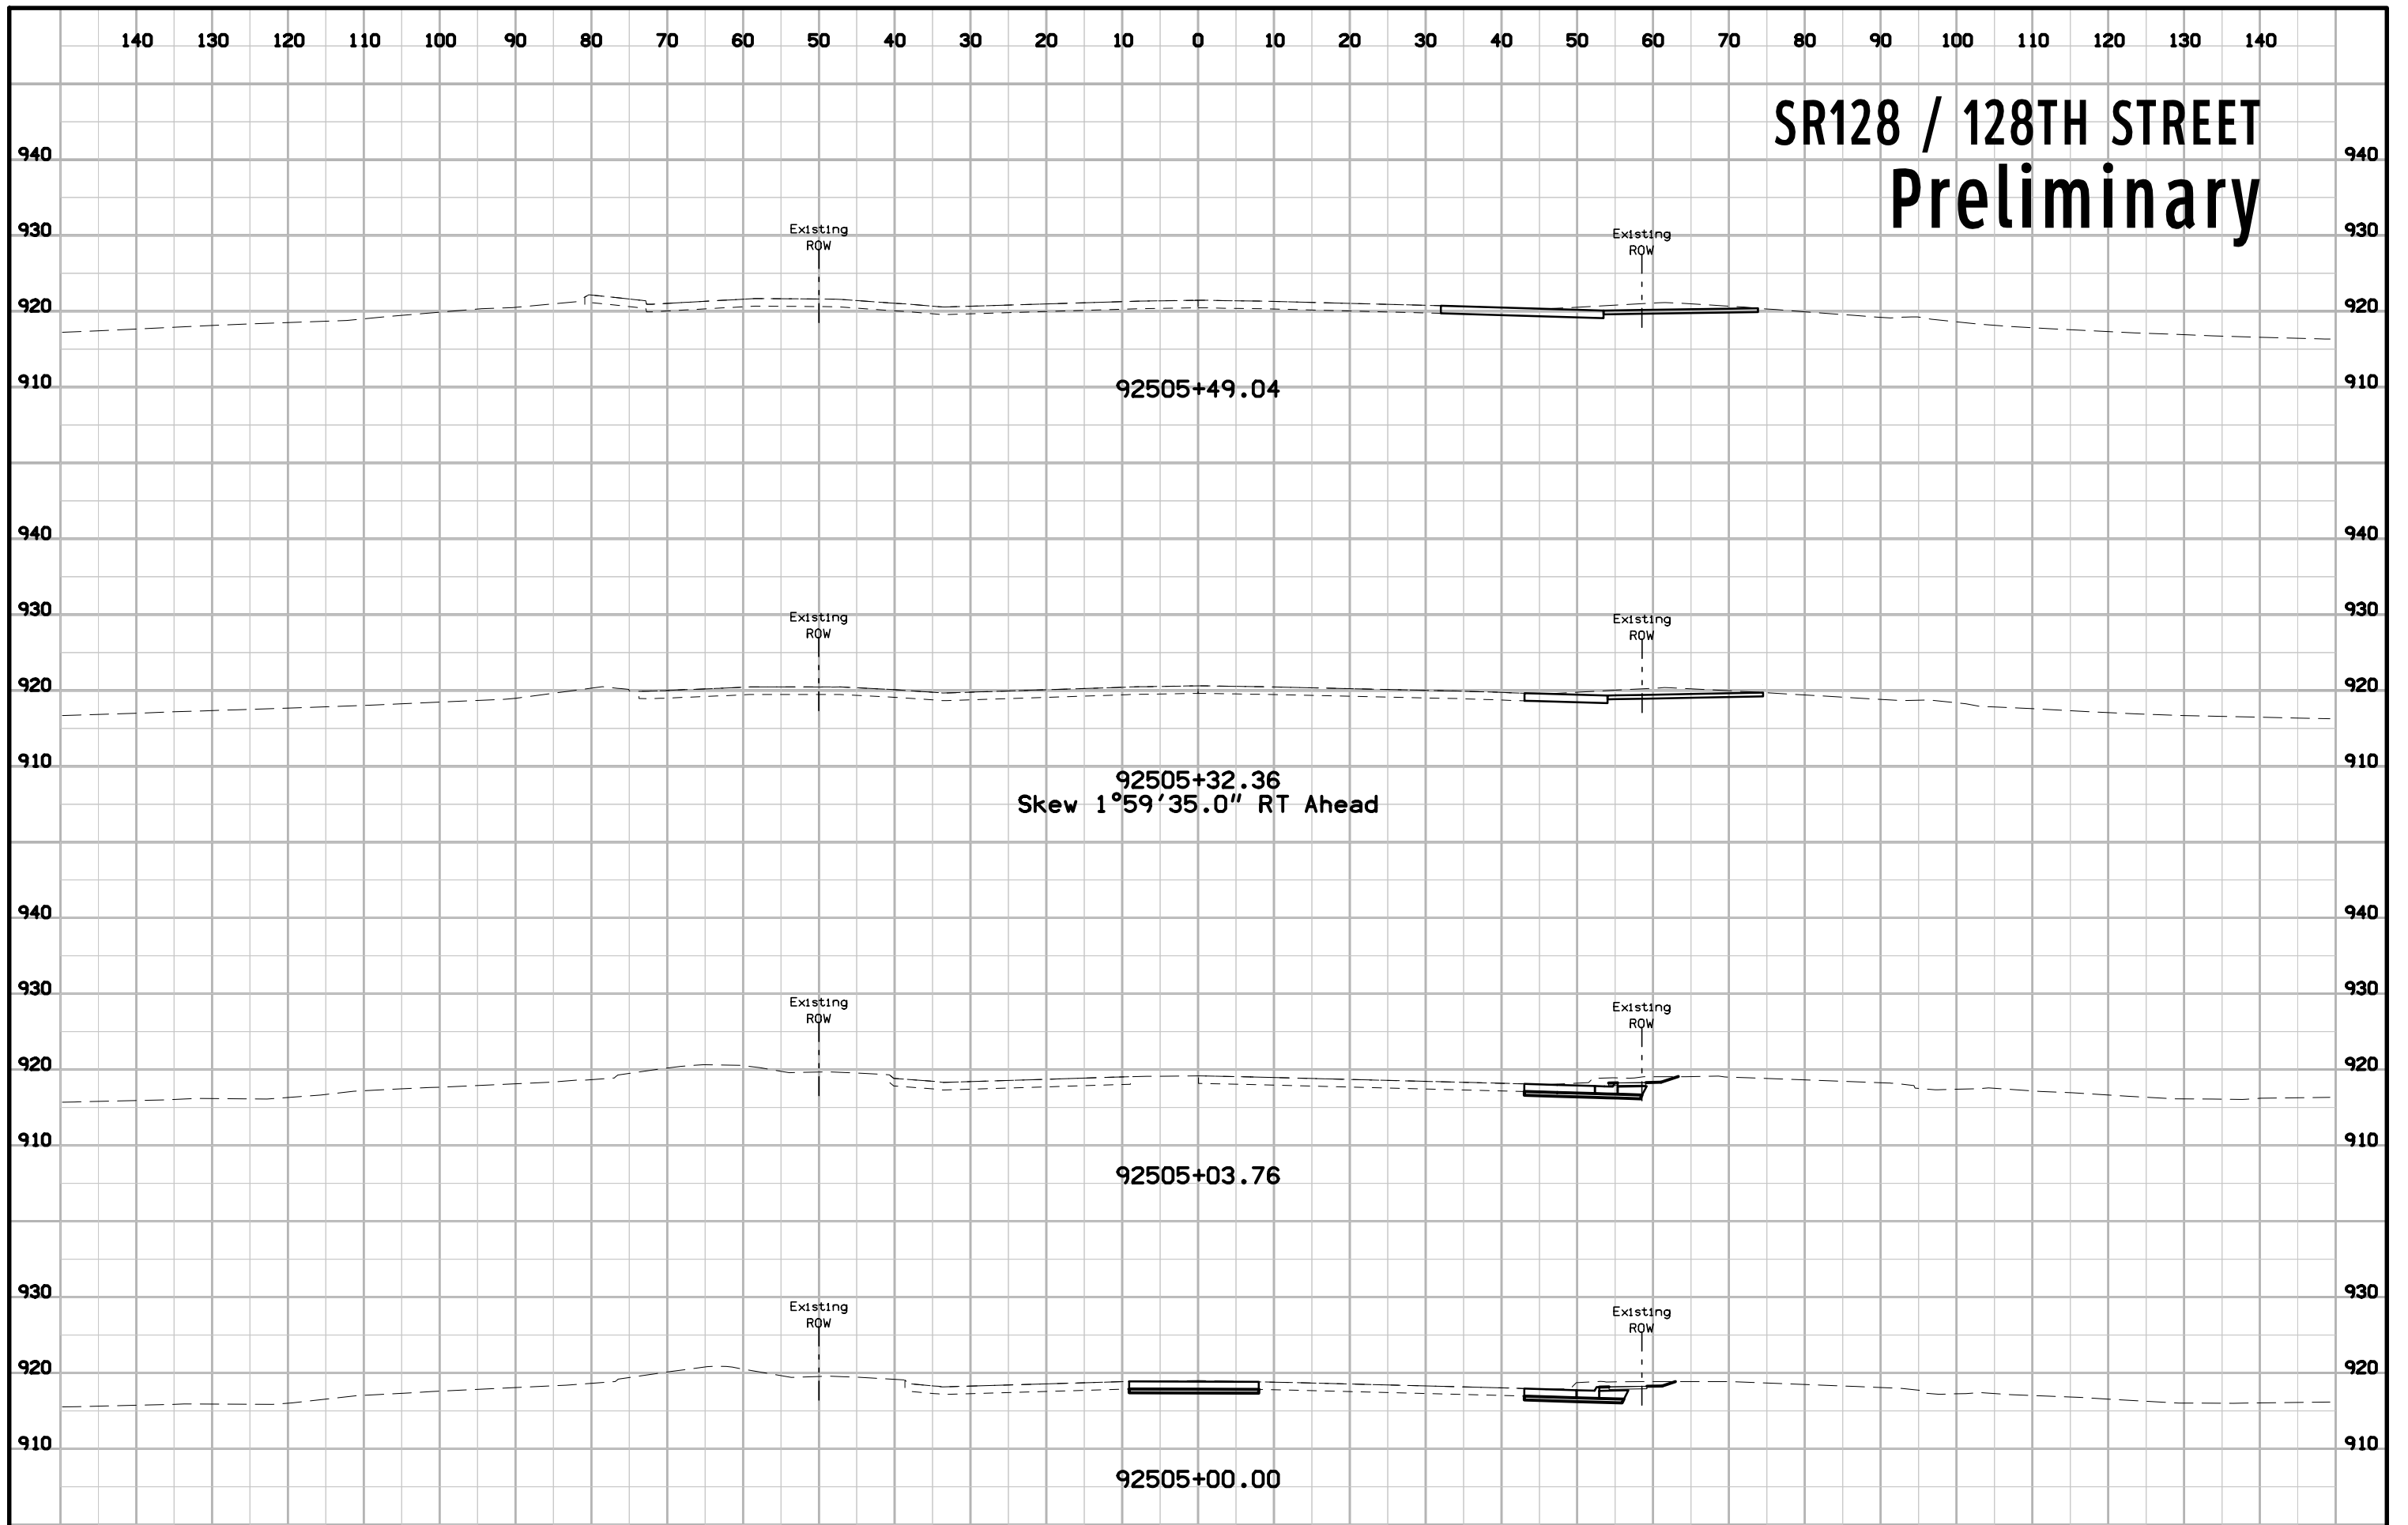 140 130 120 110 100 90 80 70 60 50 40 30 20 10 0 10 20 30 40 50 60 70 80 90 100 110 120 130 140
SR128 / 128TH STREET
Preliminary
940 940
930 930
Existing
ROW
Existing
ROW
920 920
910 910
92505+49.04
940 940
930 930
Existing
ROW
Existing
ROW
920 920
910 910
92505+32.36
Skew 1°59'35.0" RT Ahead
940 940
930 930
Existing
ROW
Existing
ROW
920 920
910 910
92505+03.76
930 930
Existing
ROW
Existing
ROW
920 920
910 910
92505+00.00